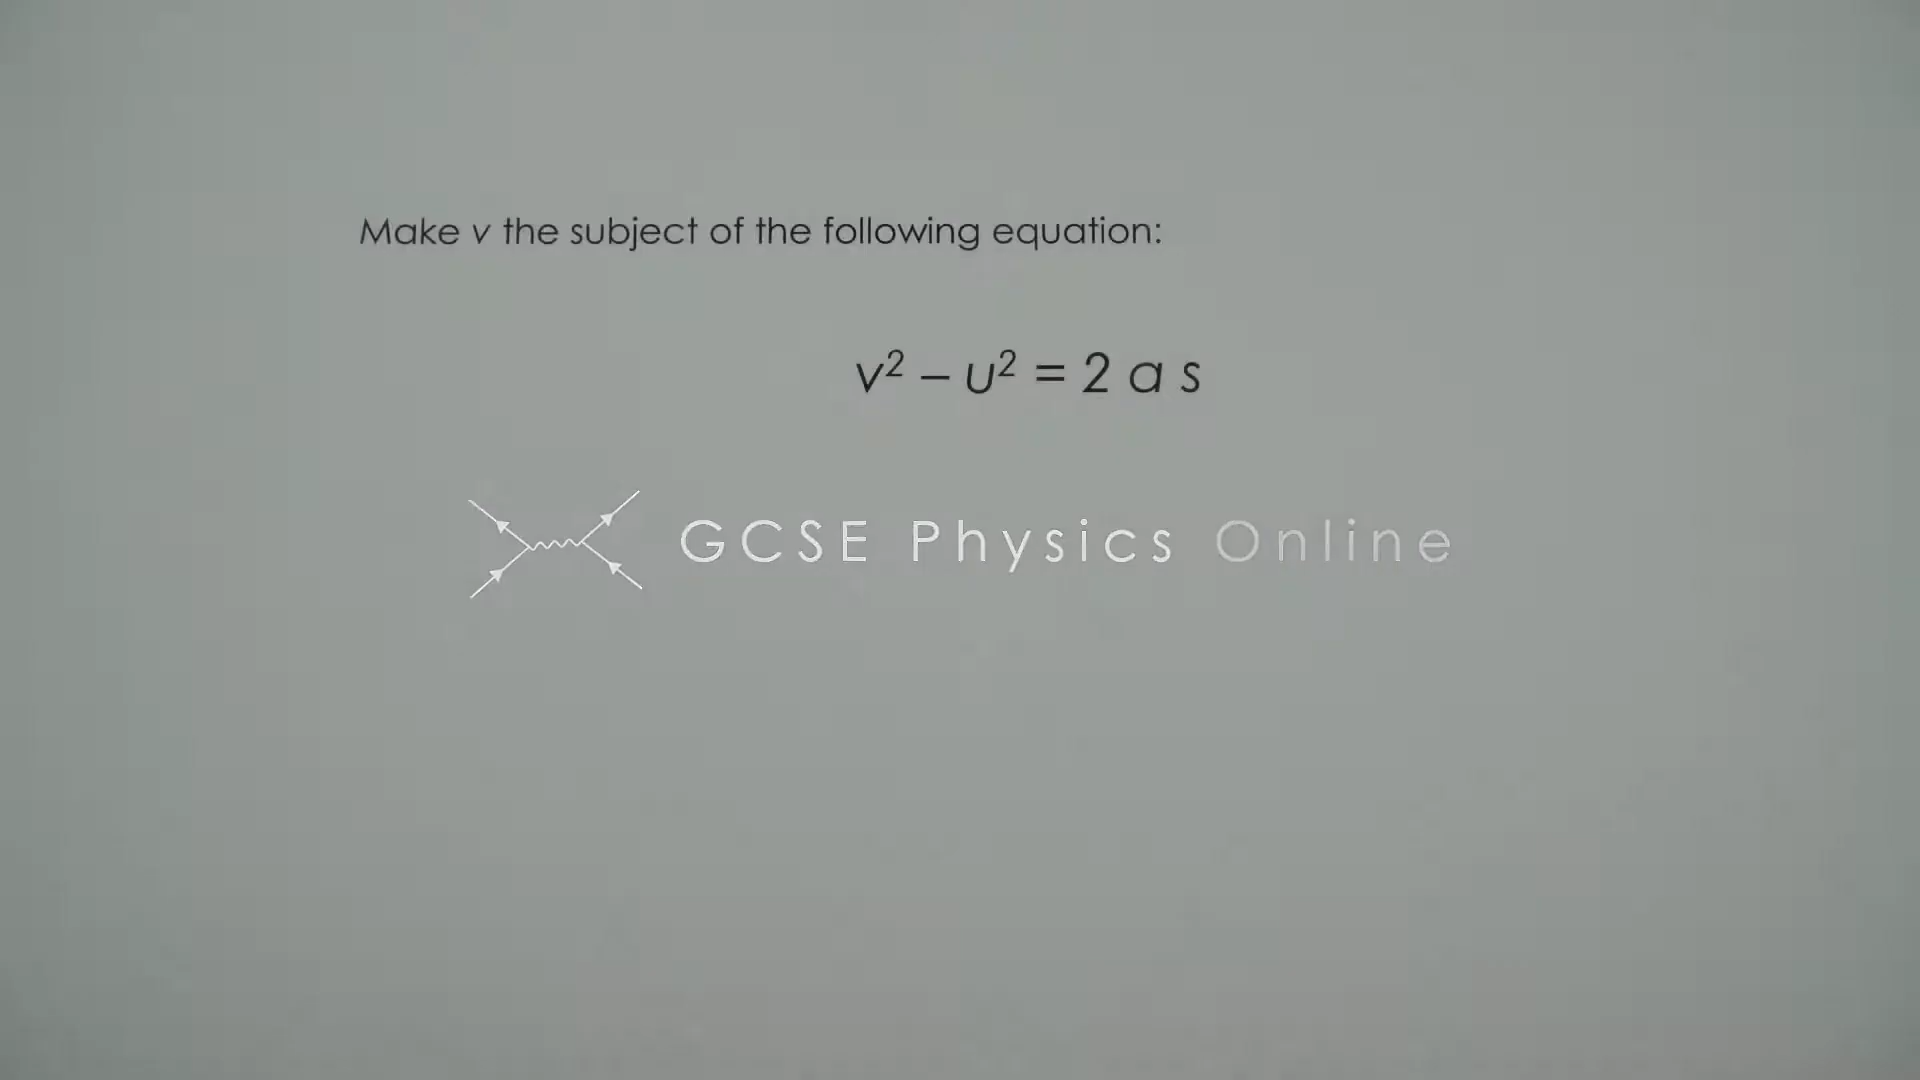 Make v the subject of the following equation:
v² – u² = 2 a s
GCSE Physics Online